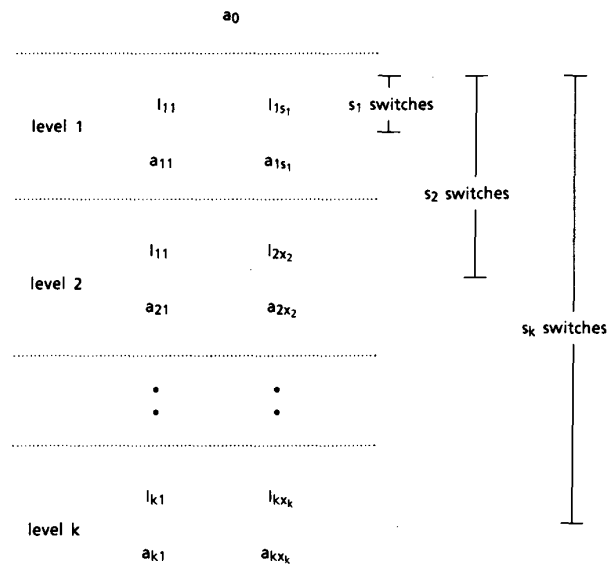 a₀
l₁₁ l₁ₛ₁ s₁ switches
level 1
a₁₁ a₁ₛ₁
s₂ switches
l₁₁ l₂ₓ₂
level 2
a₂₁ a₂ₓ₂
sₖ switches
lₖ₁ lₖₓₖ
level k
aₖ₁ aₖₓₖ